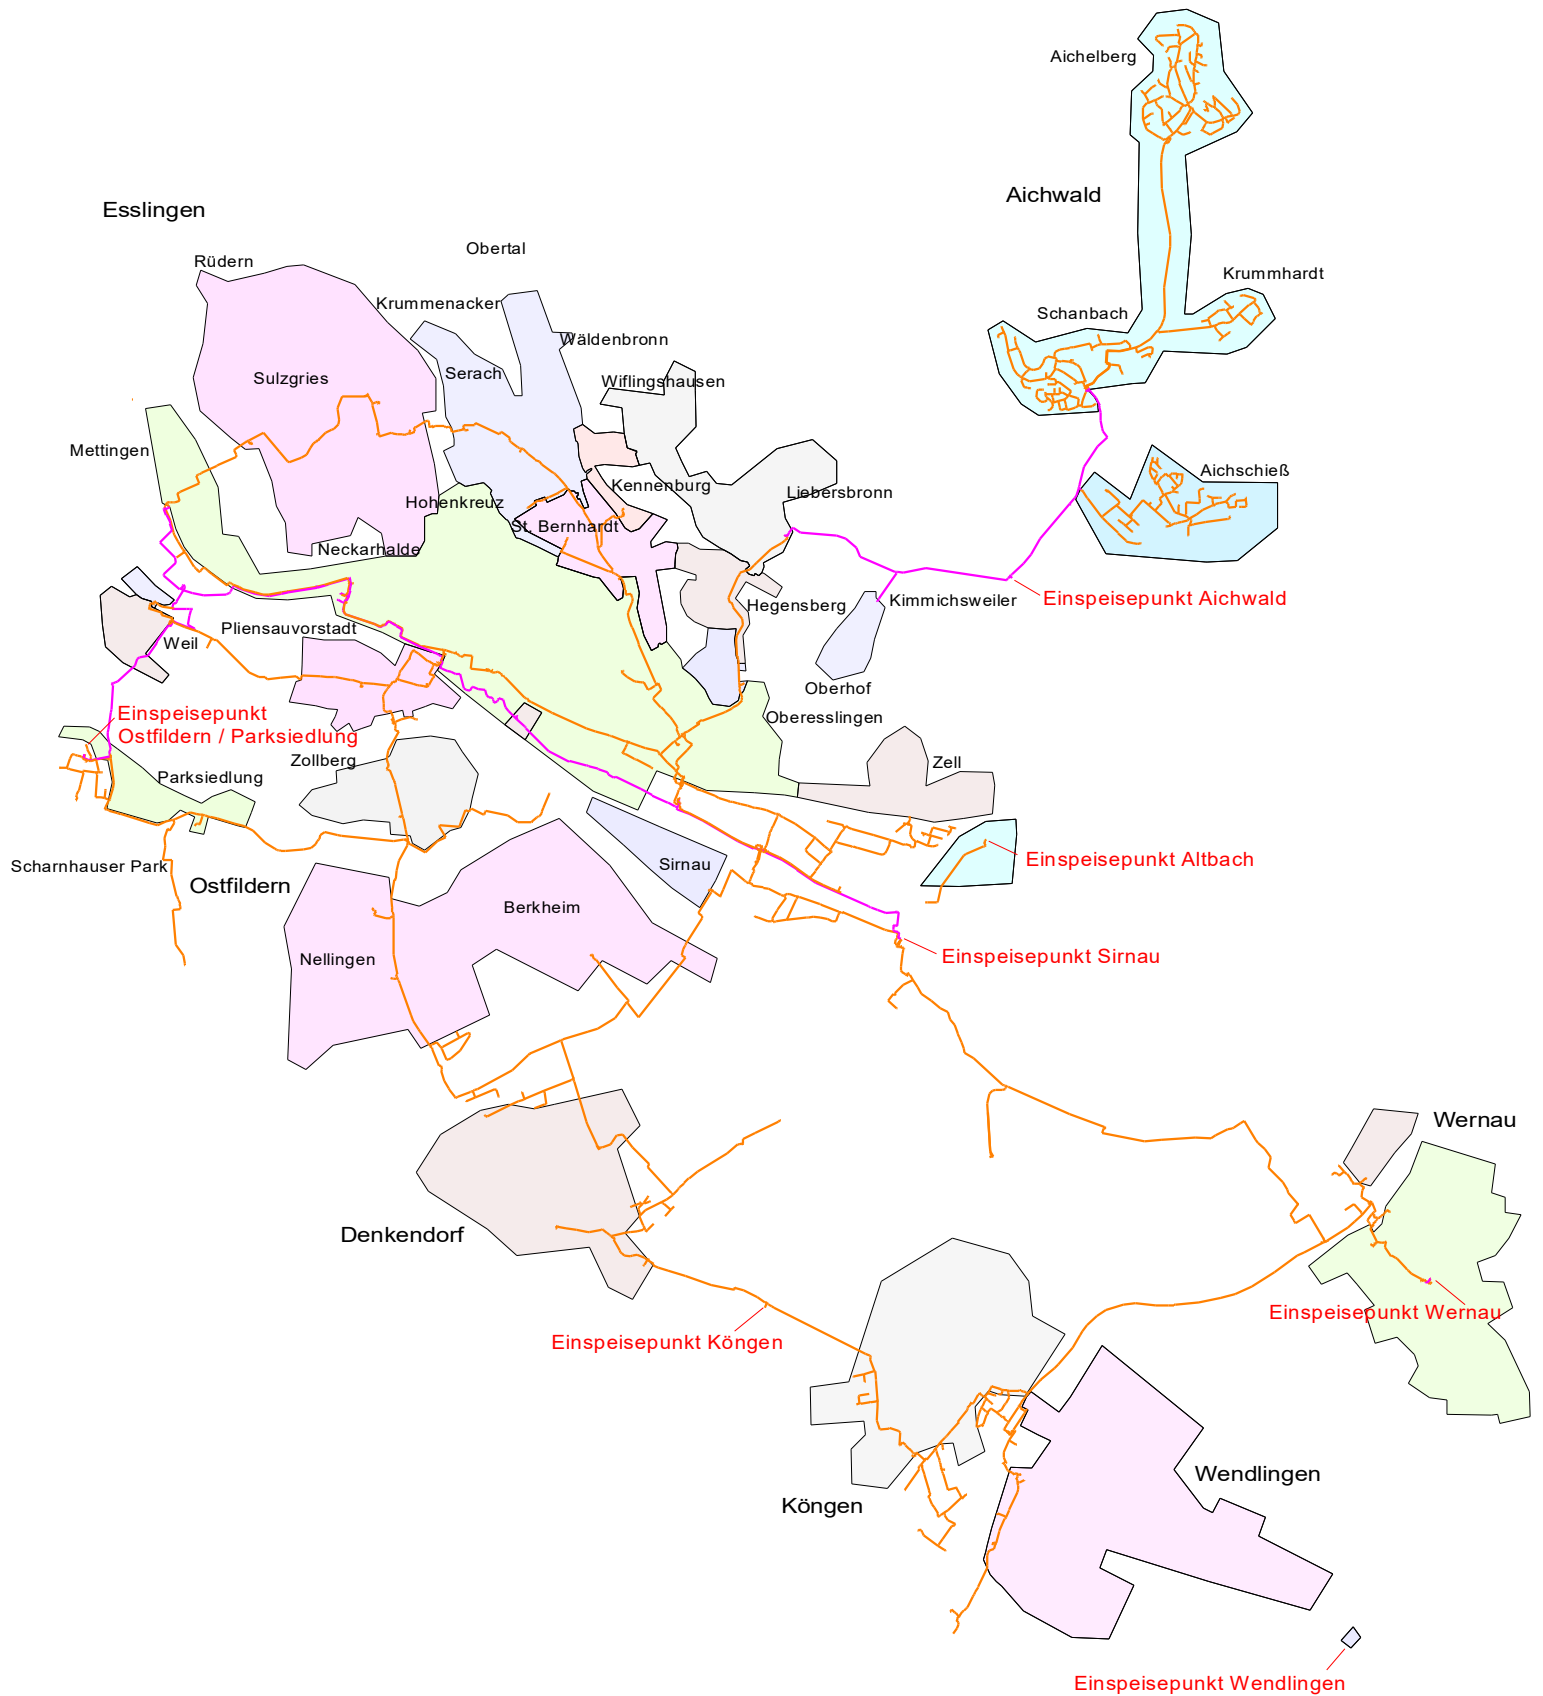 Aichelberg
Aichwald
Esslingen
Obertal
Rüdern
Krummhardt
Krummenacker
Schanbach
Wäldenbronn
Serach
Sulzgries
Wiflingshausen
Mettingen
Aichschieß
Kennenburg
Liebersbronn
Hohenkreuz
St. Bernhardt
Neckarhalde
Einspeisepunkt Aichwald
Kimmichsweiler
Hegensberg
Pliensauvorstadt
Weil
Oberhof
Einspeisepunkt
Ostfildern / Parksiedlung
Oberesslingen
Zollberg
Zell
Parksiedlung
Einspeisepunkt Altbach
Scharnhauser Park
Sirnau
Ostfildern
Berkheim
Einspeisepunkt Sirnau
Nellingen
Wernau
Denkendorf
Einspeisepunkt Wernau
Einspeisepunkt Köngen
Wendlingen
Köngen
Einspeisepunkt Wendlingen